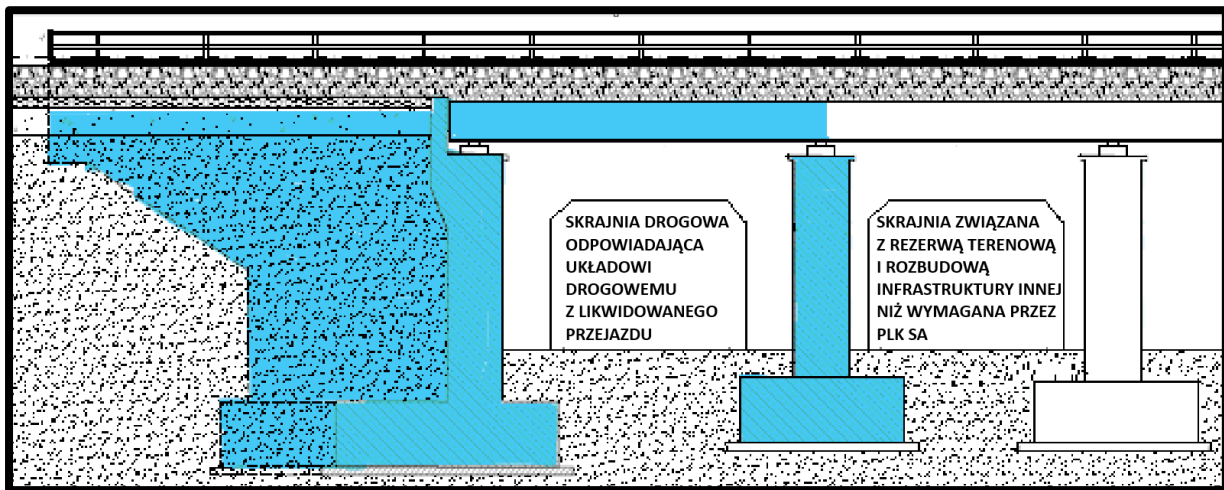 SKRAJNIA DROGOWA
ODPOWIADAJĄCA
UKŁADOWI
DROGOWEMU
Z LIKWIDOWANEGO
PRZEJAZDU
SKRAJNIA ZWIĄZANA
Z REZERWĄ TERENOWĄ
I ROZBUDOWĄ
INFRASTRUKTURY INNEJ
NIŻ WYMAGANA PRZEZ
PLK SA